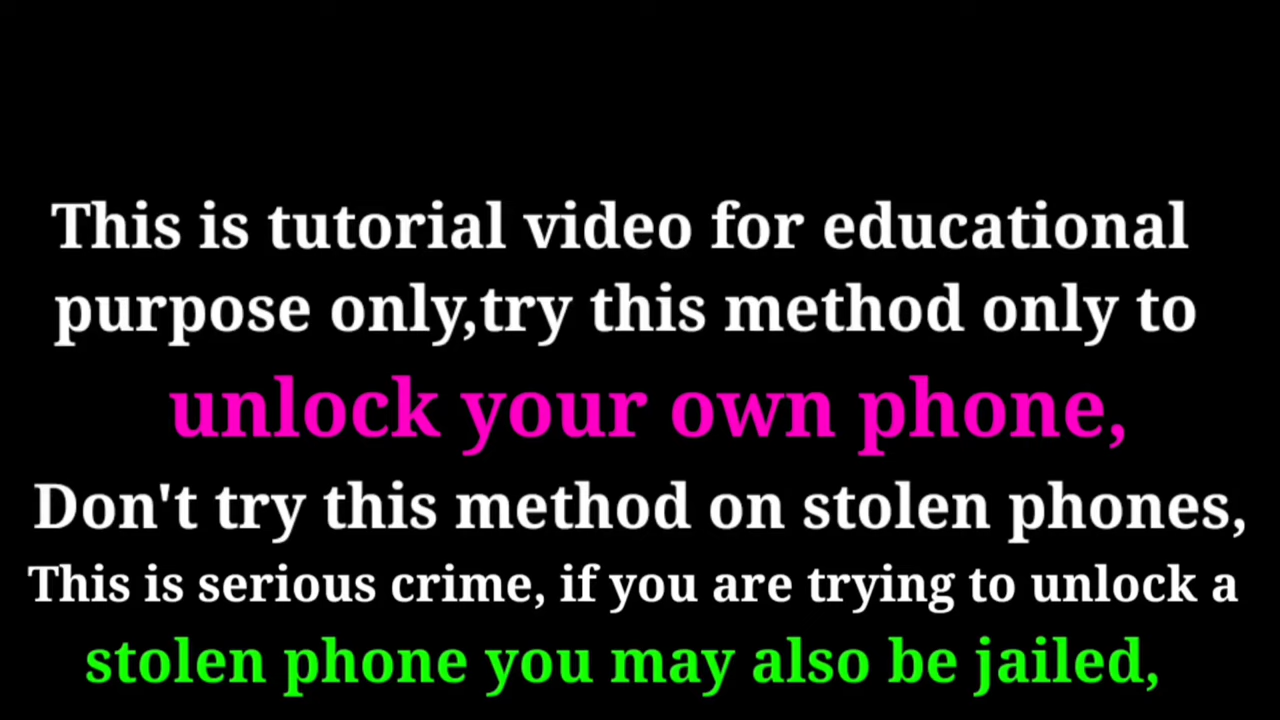 This is tutorial video for educational
purpose only,try this method only to
unlock your own phone,
Don't try this method on stolen phones,
This is serious crime, if you are trying to unlock a
stolen phone you may also be jailed,